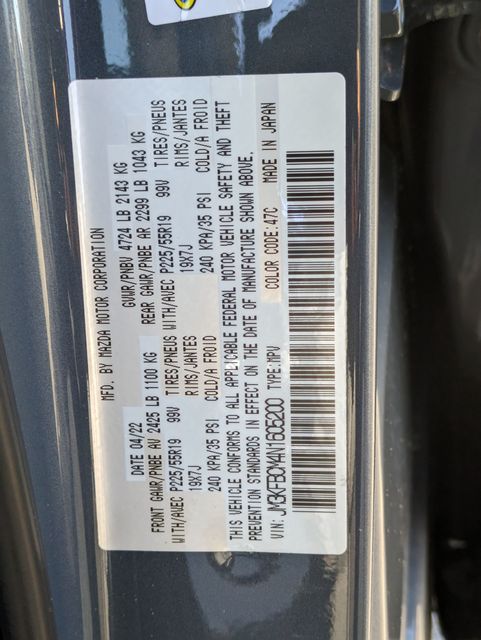 MFD. BY MAZDA MOTOR CORPORATION
DATE 04/22 GVWR/PNBV 4724 LB 2143 KG
FRONT GAWR/PNBE AV 2425 LB 1100 KG REAR GAWR/PNBE AR 2299 LB 1043 KG
WITH/AVEC P225/55R19 99V TIRES/PNEUS WITH/AVEC P225/55R19 99V TIRES/PNEUS
19X7J RIMS/JANTES 19X7J RIMS/JANTES
240 KPA/35 PSI COLD/A FROID 240 KPA/35 PSI COLD/A FROID
THIS VEHICLE CONFORMS TO ALL APPLICABLE FEDERAL MOTOR VEHICLE SAFETY AND THEFT
PREVENTION STANDARDS IN EFFECT ON THE DATE OF MANUFACTURE SHOWN ABOVE.
VIN: JM3KFBCM4N1605200 TYPE:MPV COLOR CODE:47C MADE IN JAPAN